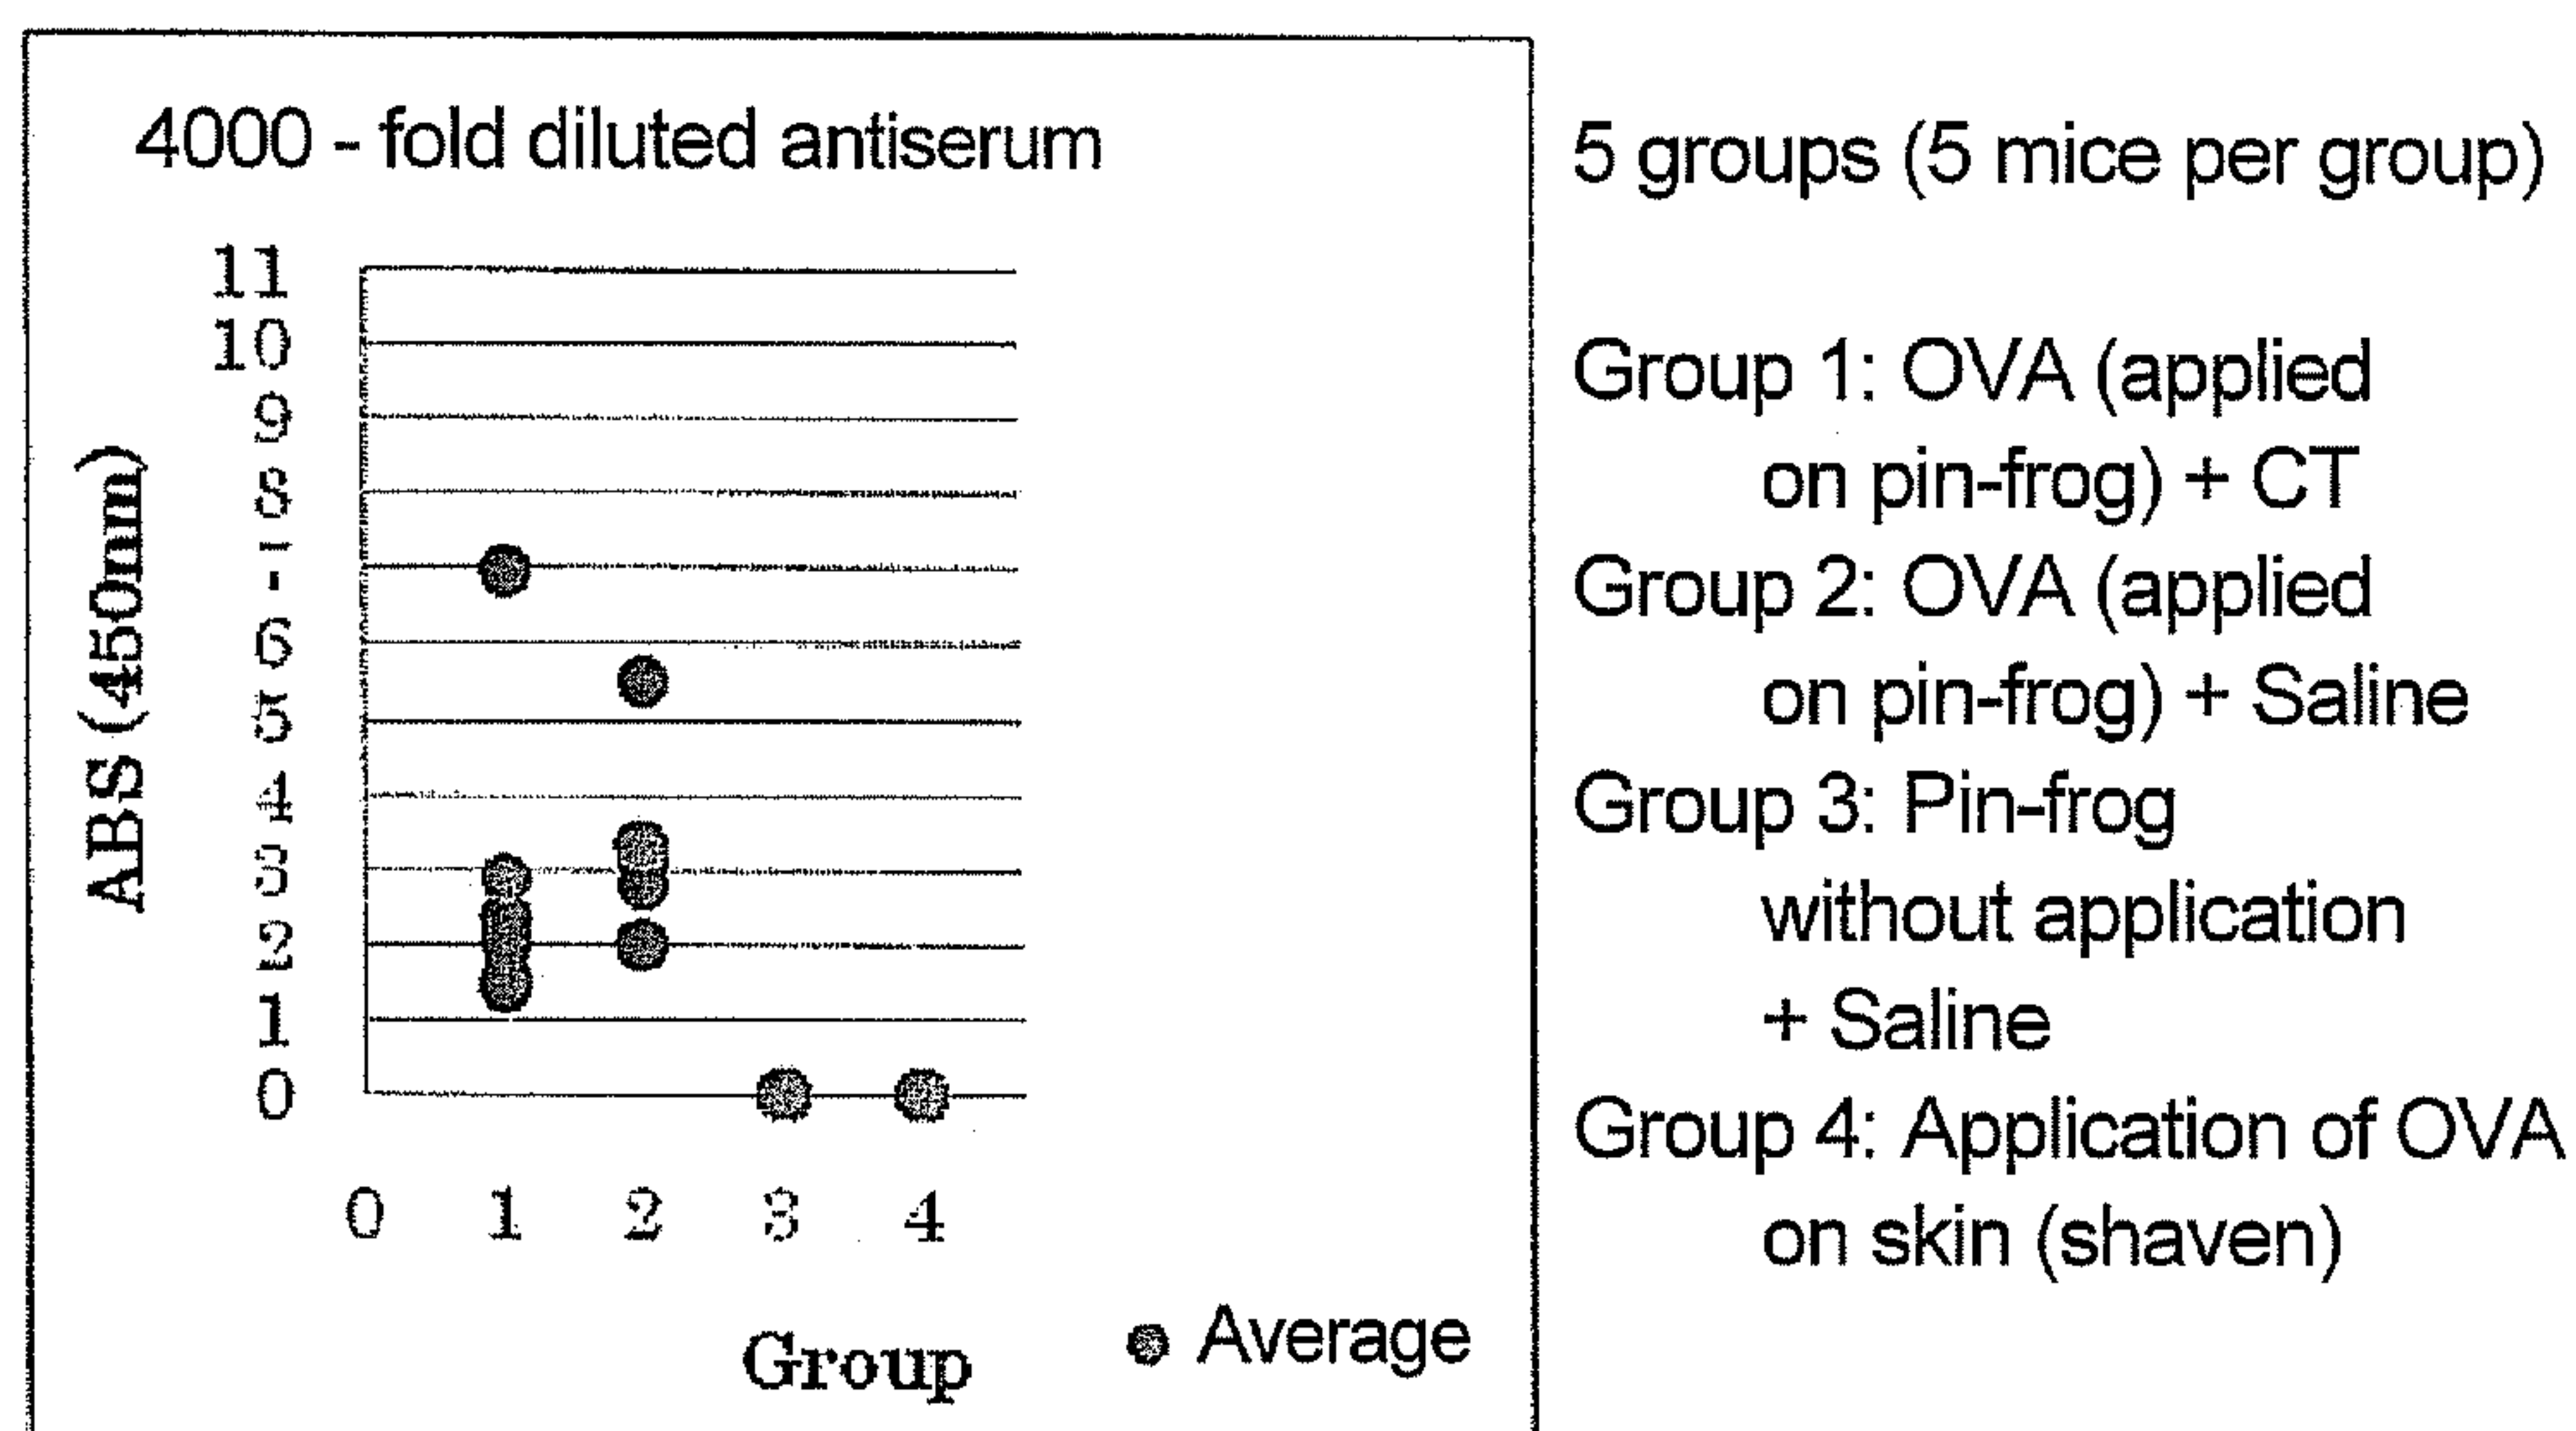 4000 - fold diluted antiserum
11
10
9
8
6
5
4
3
2
1
0
ABS (450nm)
0 1 2 3 4
Group
Average
5 groups (5 mice per group)
Group 1: OVA (applied
on pin-frog) + CT
Group 2: OVA (applied
on pin-frog) + Saline
Group 3: Pin-frog
without application
+ Saline
Group 4: Application of OVA
on skin (shaven)